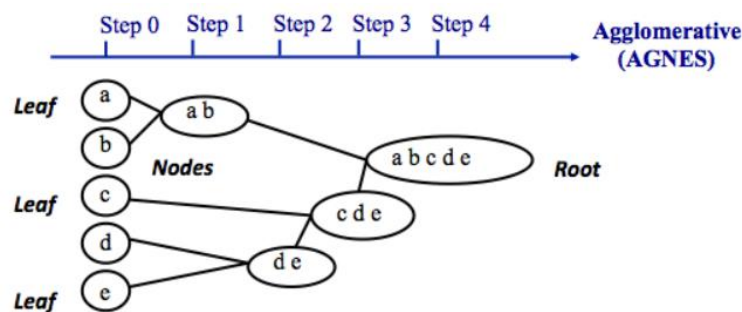 Step 0 Step 1 Step 2 Step 3 Step 4
Agglomerative
(AGNES)
Leaf
a
a b
b
Nodes
a b c d e
Root
Leaf
c
c d e
d
d e
Leaf
e